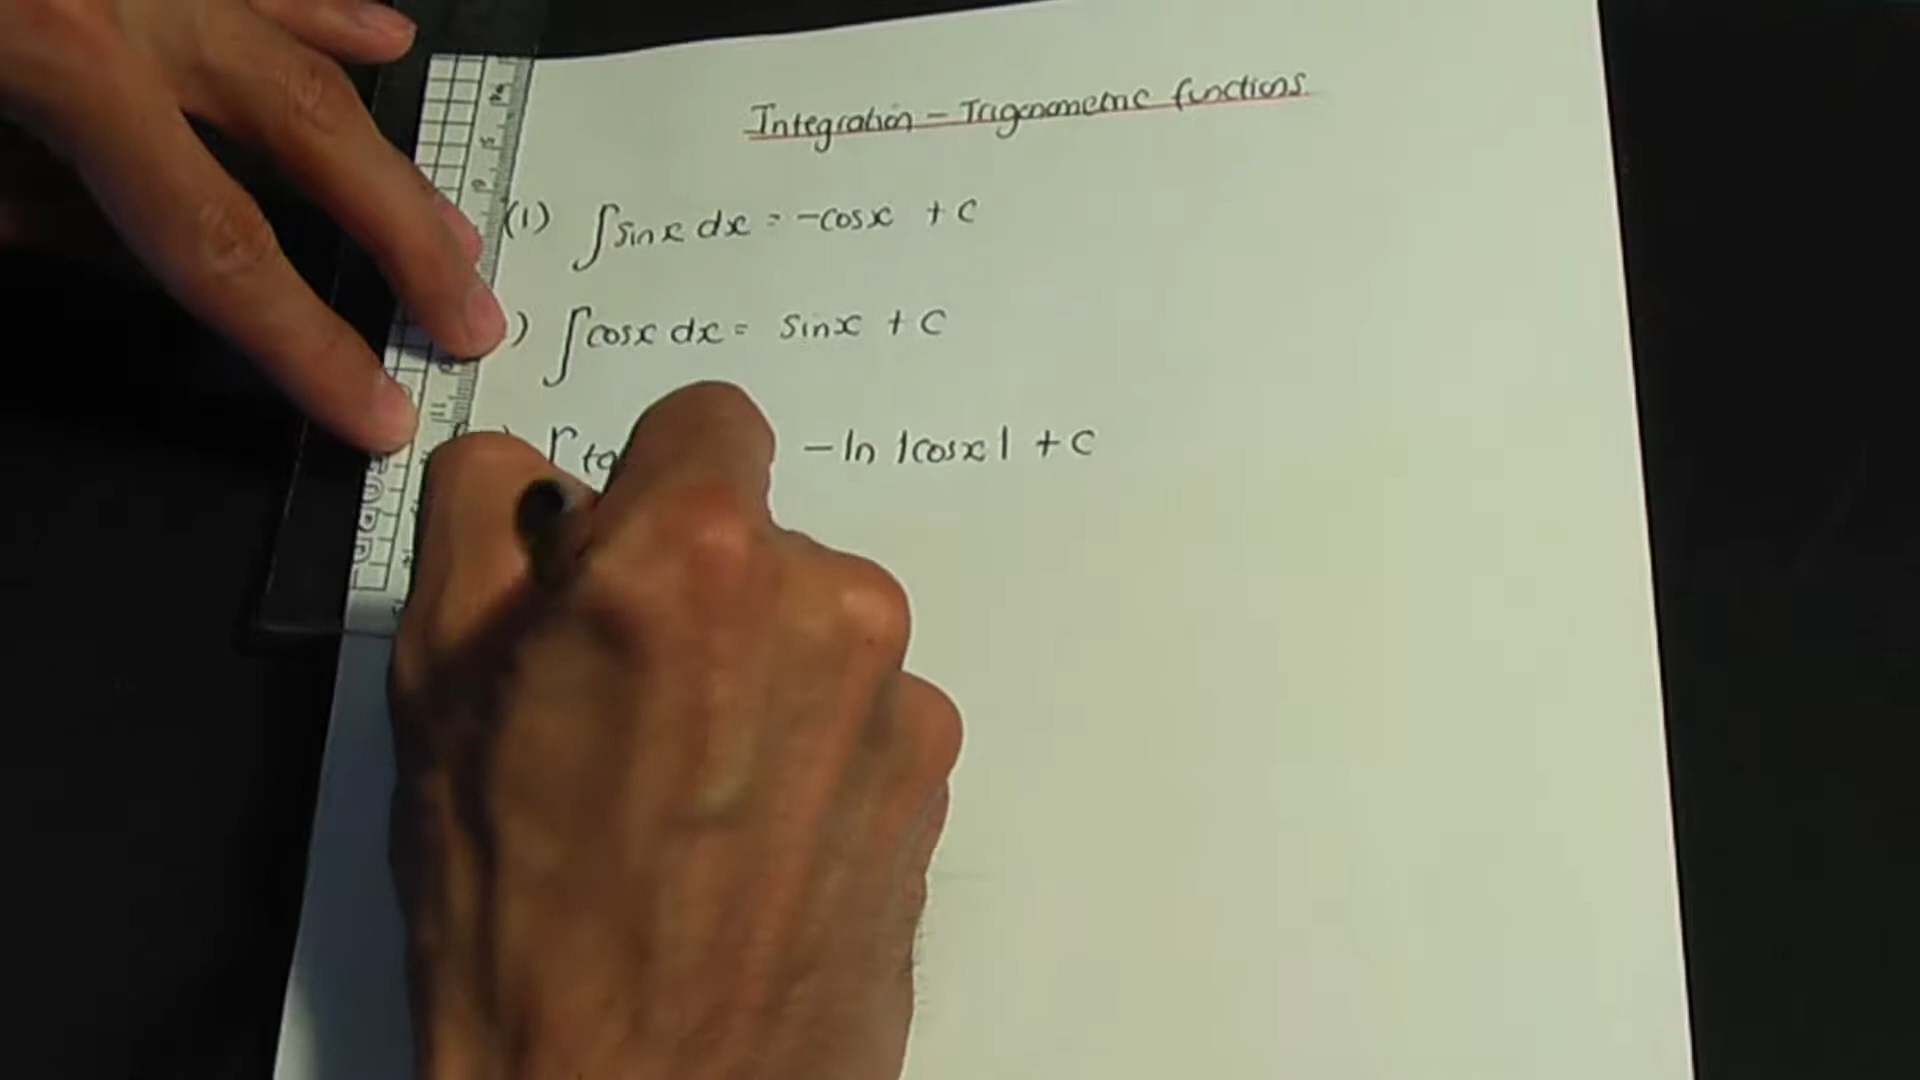 Integration - Trigonometric functions
(1) ∫sinx dx = -cosx + c
) ∫cosx dx = sinx + c
-ln |cosx| + c